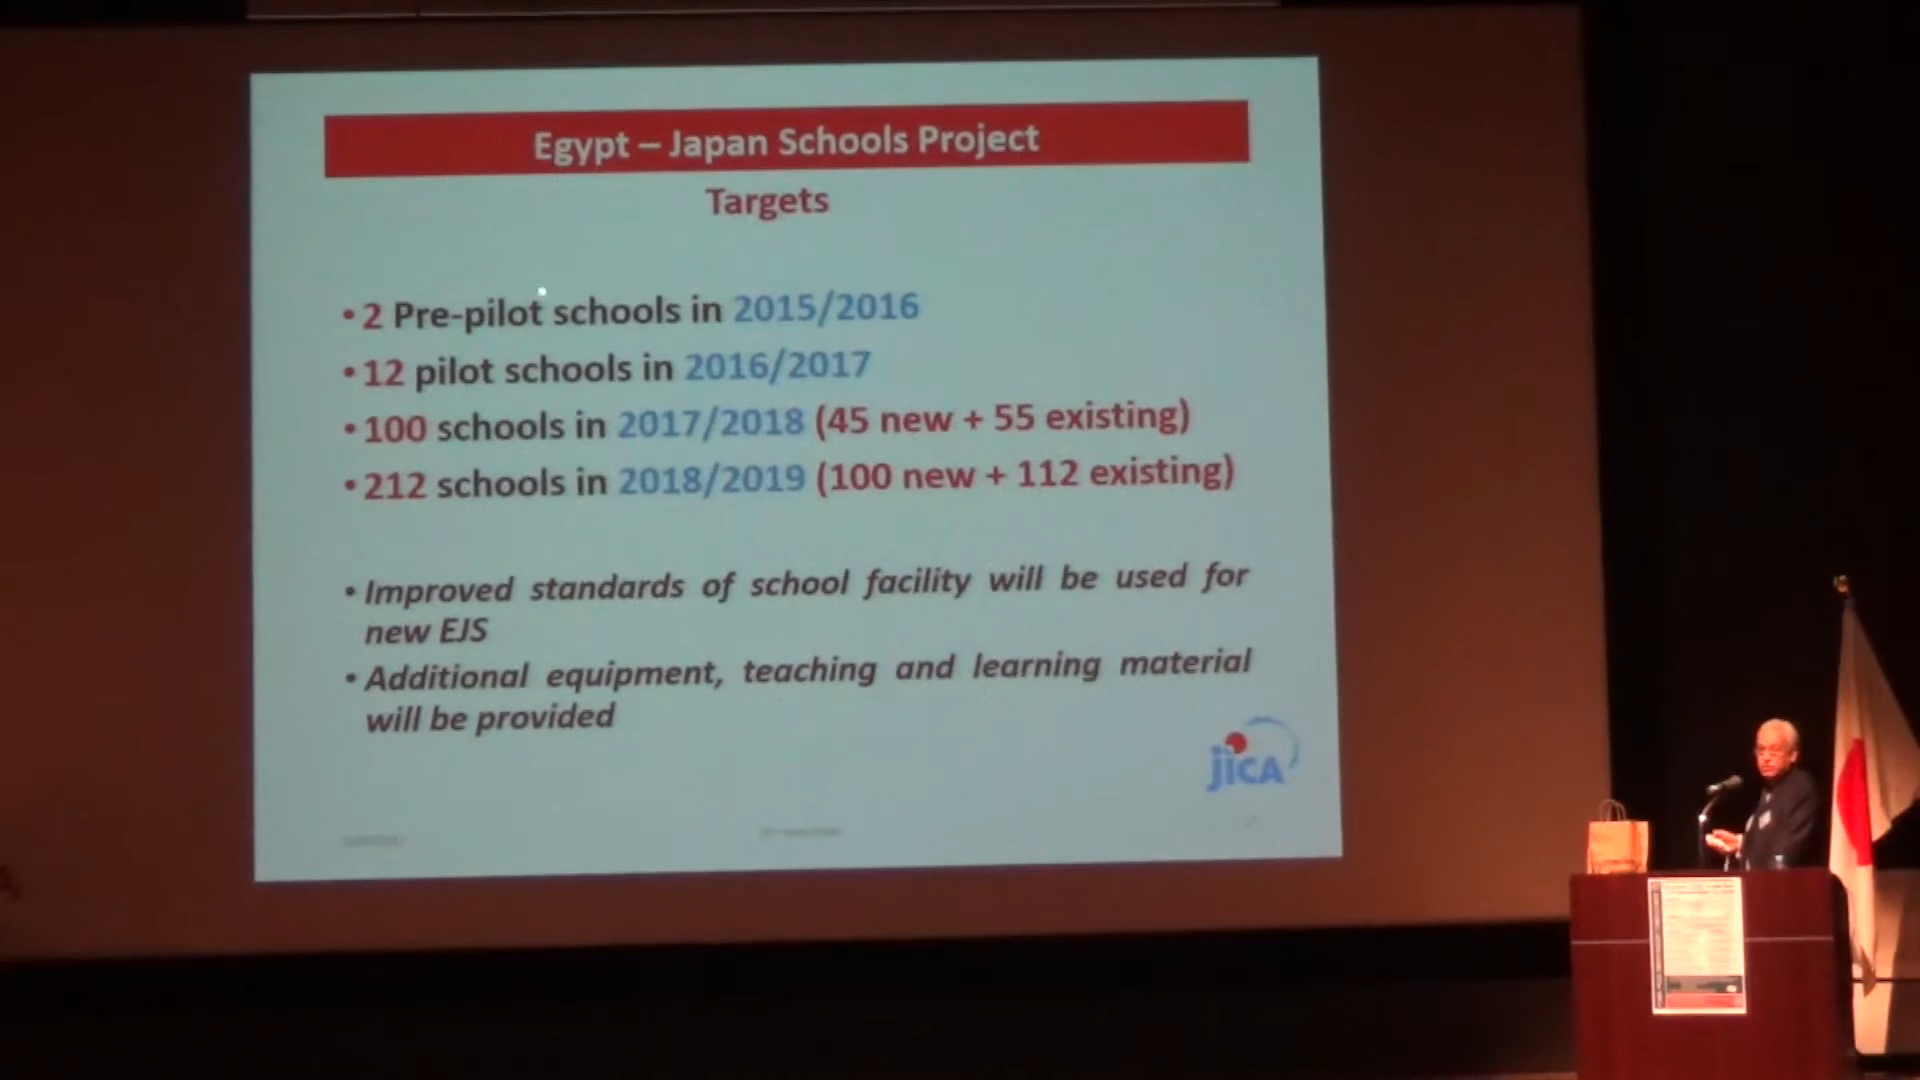 Egypt – Japan Schools Project
Targets
• 2 Pre-pilot schools in 2015/2016
• 12 pilot schools in 2016/2017
• 100 schools in 2017/2018 (45 new + 55 existing)
• 212 schools in 2018/2019 (100 new + 112 existing)
• Improved standards of school facility will be used for
new EJS
• Additional equipment, teaching and learning material
will be provided
jica